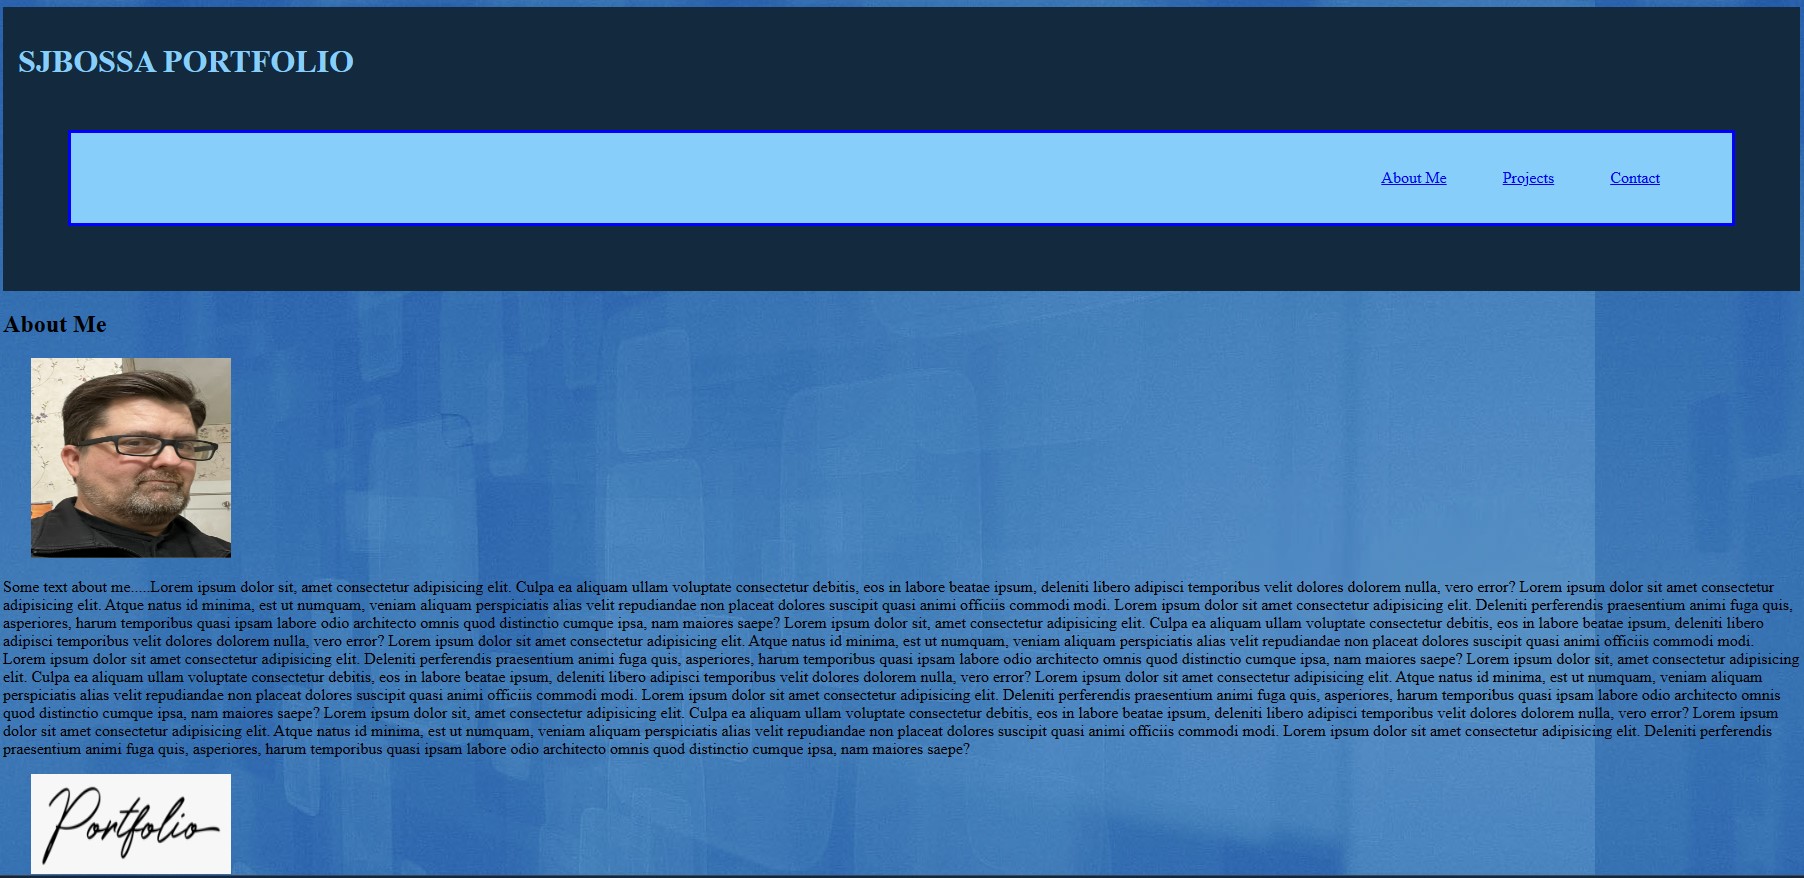 SJBOSSA PORTFOLIO
About Me Projects Contact
About Me
Some text about me.....Lorem ipsum dolor sit, amet consectetur adipisicing elit. Culpa ea aliquam ullam voluptate consectetur debitis, eos in labore beatae ipsum, deleniti libero adipisci temporibus velit dolores dolorem nulla, vero error? Lorem ipsum dolor sit amet consectetur
adipisicing elit. Atque natus id minima, est ut numquam, veniam aliquam perspiciatis alias velit repudiandae non placeat dolores suscipit quasi animi officiis commodi modi. Lorem ipsum dolor sit amet consectetur adipisicing elit. Deleniti perferendis praesentium animi fuga quis,
asperiores, harum temporibus quasi ipsam labore odio architecto omnis quod distinctio cumque ipsa, nam maiores saepe? Lorem ipsum dolor sit, amet consectetur adipisicing elit. Culpa ea aliquam ullam voluptate consectetur debitis, eos in labore beatae ipsum, deleniti libero
adipisci temporibus velit dolores dolorem nulla, vero error? Lorem ipsum dolor sit amet consectetur adipisicing elit. Atque natus id minima, est ut numquam, veniam aliquam perspiciatis alias velit repudiandae non placeat dolores suscipit quasi animi officiis commodi modi.
Lorem ipsum dolor sit amet consectetur adipisicing elit. Deleniti perferendis praesentium animi fuga quis, asperiores, harum temporibus quasi ipsam labore odio architecto omnis quod distinctio cumque ipsa, nam maiores saepe? Lorem ipsum dolor sit, amet consectetur adipisicing
elit. Culpa ea aliquam ullam voluptate consectetur debitis, eos in labore beatae ipsum, deleniti libero adipisci temporibus velit dolores dolorem nulla, vero error? Lorem ipsum dolor sit amet consectetur adipisicing elit. Atque natus id minima, est ut numquam, veniam aliquam
perspiciatis alias velit repudiandae non placeat dolores suscipit quasi animi officiis commodi modi. Lorem ipsum dolor sit amet consectetur adipisicing elit. Deleniti perferendis praesentium animi fuga quis, asperiores, harum temporibus quasi ipsam labore odio architecto omnis
quod distinctio cumque ipsa, nam maiores saepe? Lorem ipsum dolor sit, amet consectetur adipisicing elit. Culpa ea aliquam ullam voluptate consectetur debitis, eos in labore beatae ipsum, deleniti libero adipisci temporibus velit dolores dolorem nulla, vero error? Lorem ipsum
dolor sit amet consectetur adipisicing elit. Atque natus id minima, est ut numquam, veniam aliquam perspiciatis alias velit repudiandae non placeat dolores suscipit quasi animi officiis commodi modi. Lorem ipsum dolor sit amet consectetur adipisicing elit. Deleniti perferendis
praesentium animi fuga quis, asperiores, harum temporibus quasi ipsam labore odio architecto omnis quod distinctio cumque ipsa, nam maiores saepe?
Portfolio